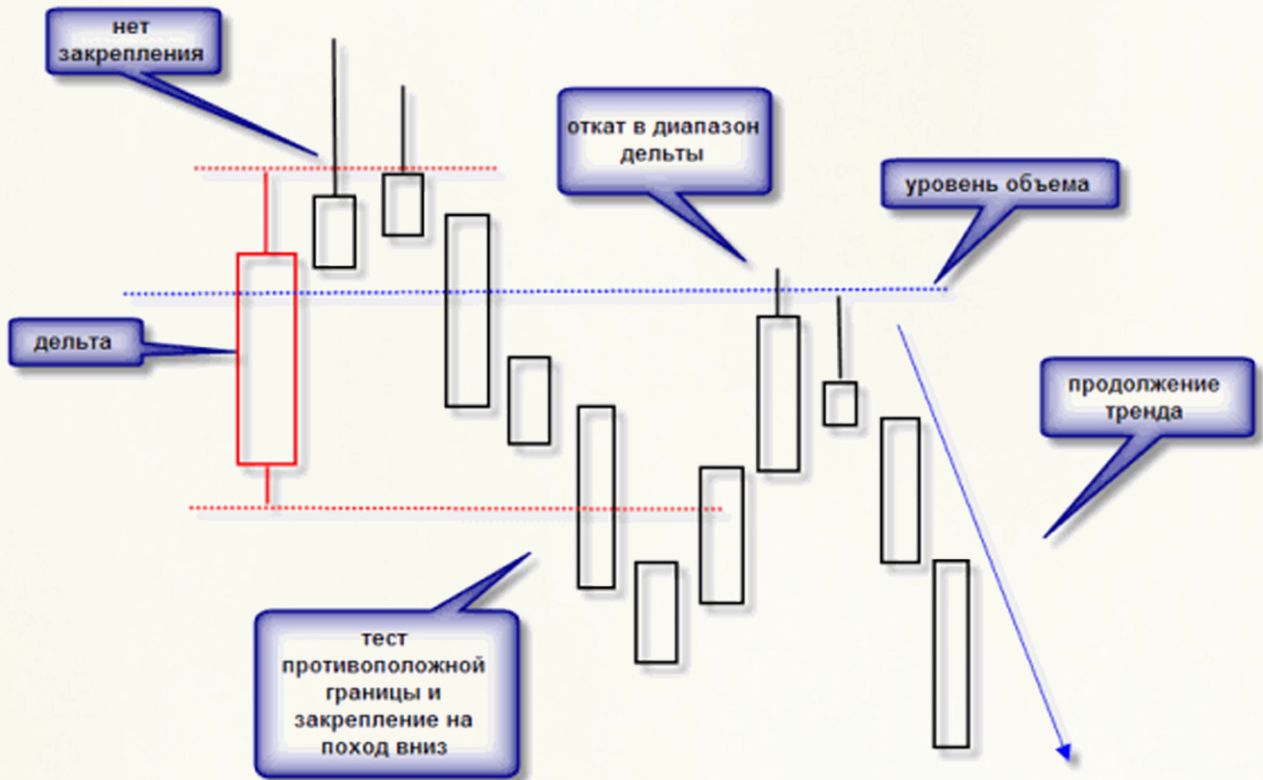 нет
закрепления
откат в диапазон
дельты
уровень объема
дельта
продолжение
тренда
тест
противоположной
границы и
закрепление на
поход вниз